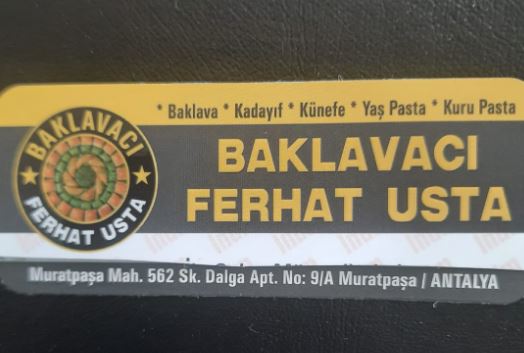 * Baklava * Kadayıf * Künefe * Yaş Pasta * Kuru Pasta
BAKLAVACI
FERHAT USTA
BAKLAVACI
FERHAT USTA
Muratpaşa Mah. 562 Sk. Dalga Apt. No: 9/A Muratpaşa / ANTALYA